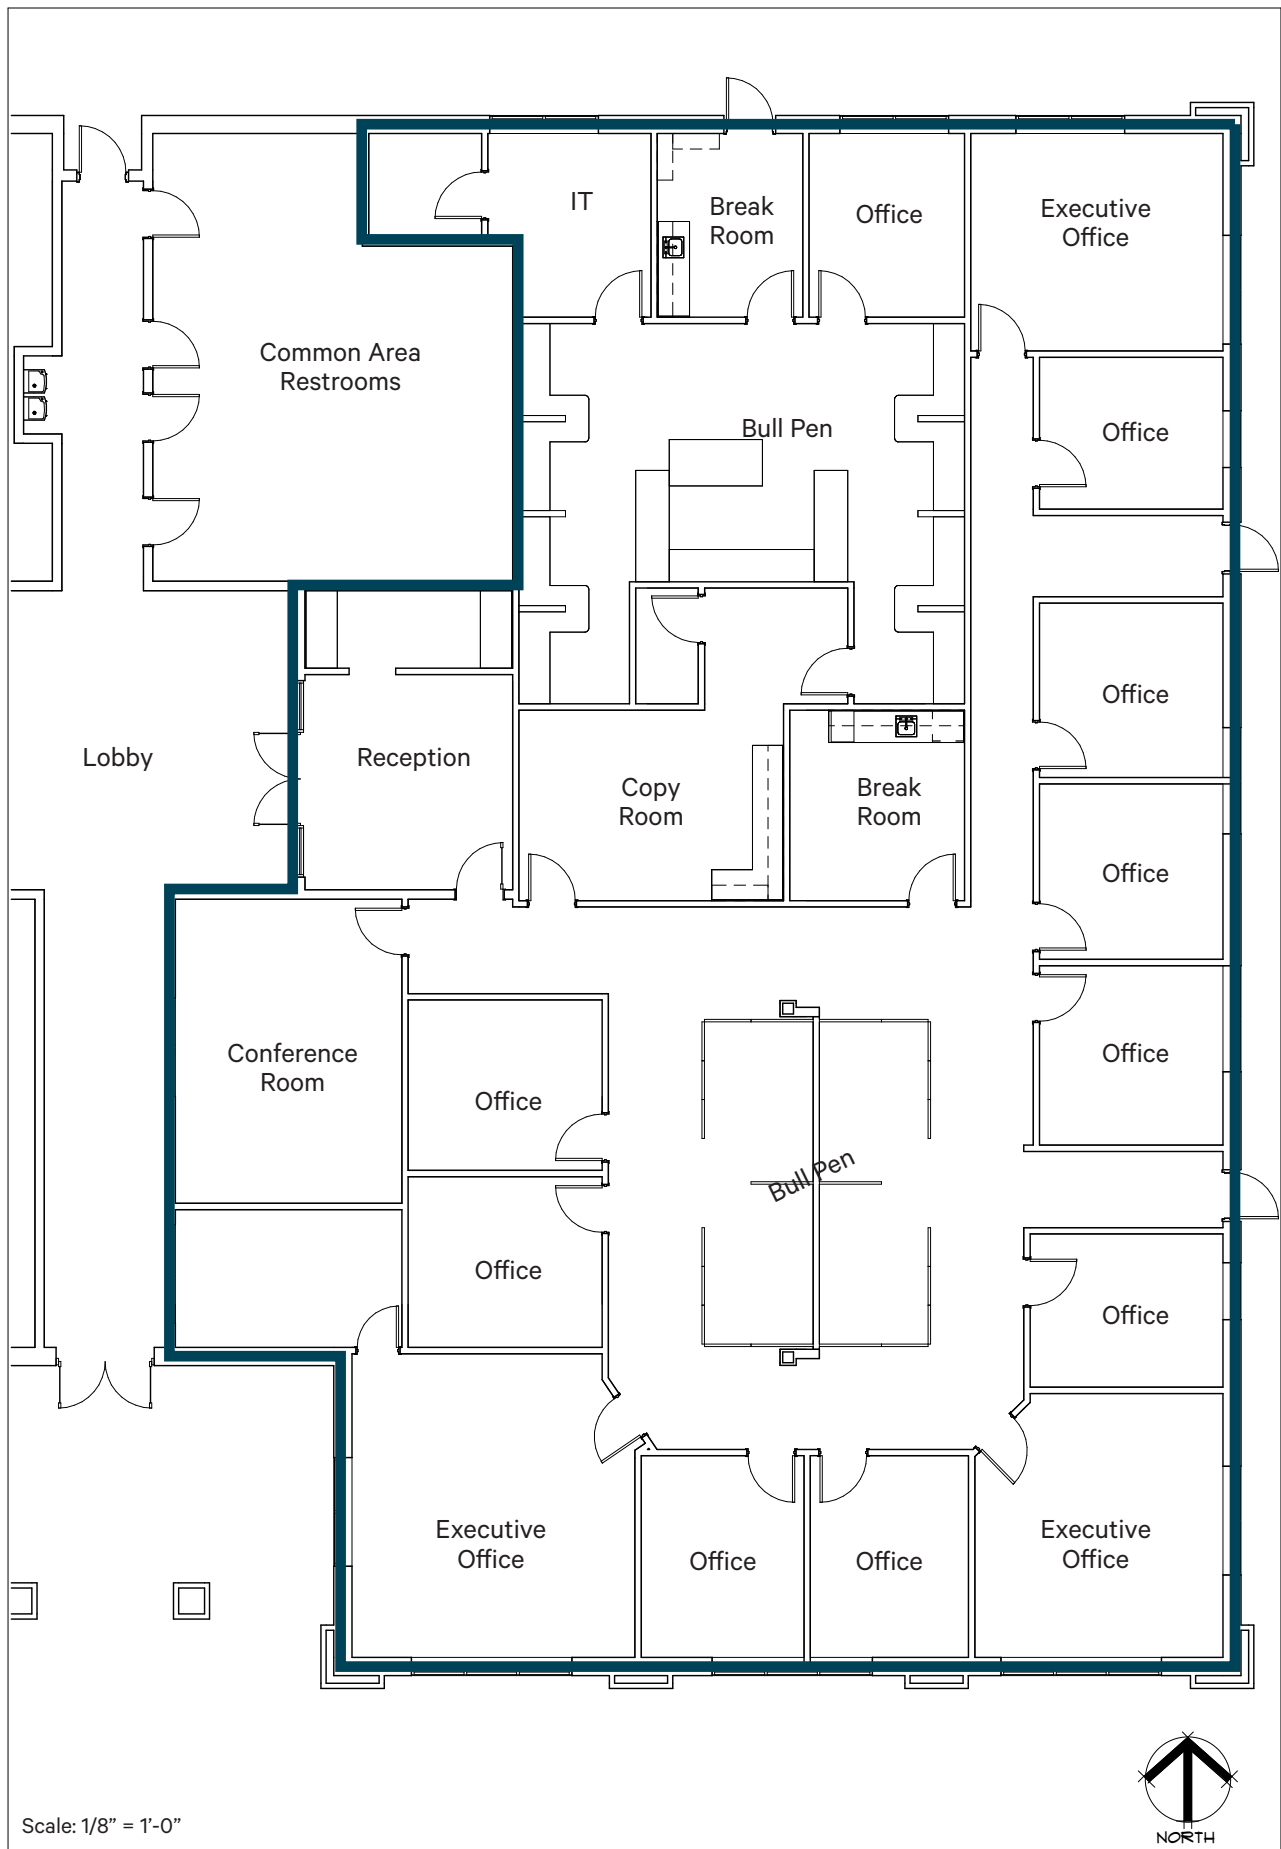 IT
Break
Room
Office
Executive
Office
Common Area
Restrooms
Bull Pen
Office
Office
Lobby
Reception
Copy
Room
Break
Room
Office
Conference
Room
Office
Office
Bull Pen
Office
Office
Executive
Office
Office
Office
Executive
Office
Scale: 1/8” = 1’-0”
NORTH